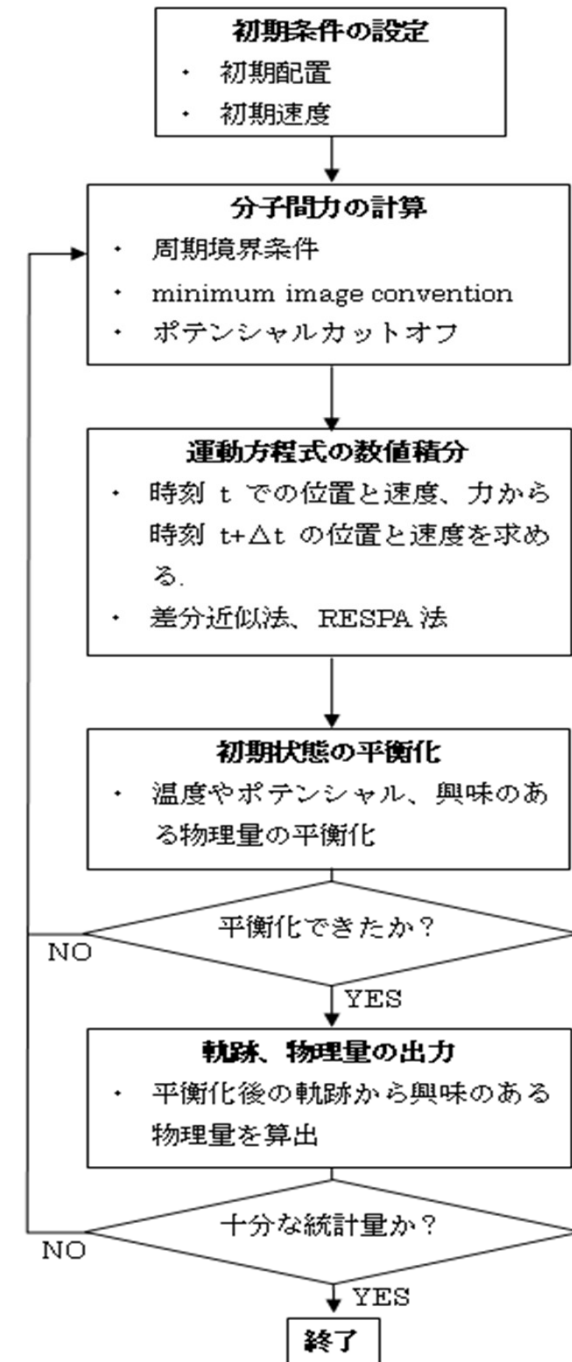 初期条件の設定
・ 初期配置
・ 初期速度
分子間力の計算
・ 周期境界条件
・ minimum image convention
・ ポテンシャルカットオフ
運動方程式の数値積分
・ 時刻 t での位置と速度、力から
時刻 t+△t の位置と速度を求め
る.
・ 差分近似法、RESPA 法
初期状態の平衡化
・ 温度やポテンシャル、興味のあ
る物理量の平衡化
平衡化できたか?
NO
YES
軌跡、物理量の出力
・ 平衡化後の軌跡から興味のある
物理量を算出
十分な統計量か?
NO
YES
終了